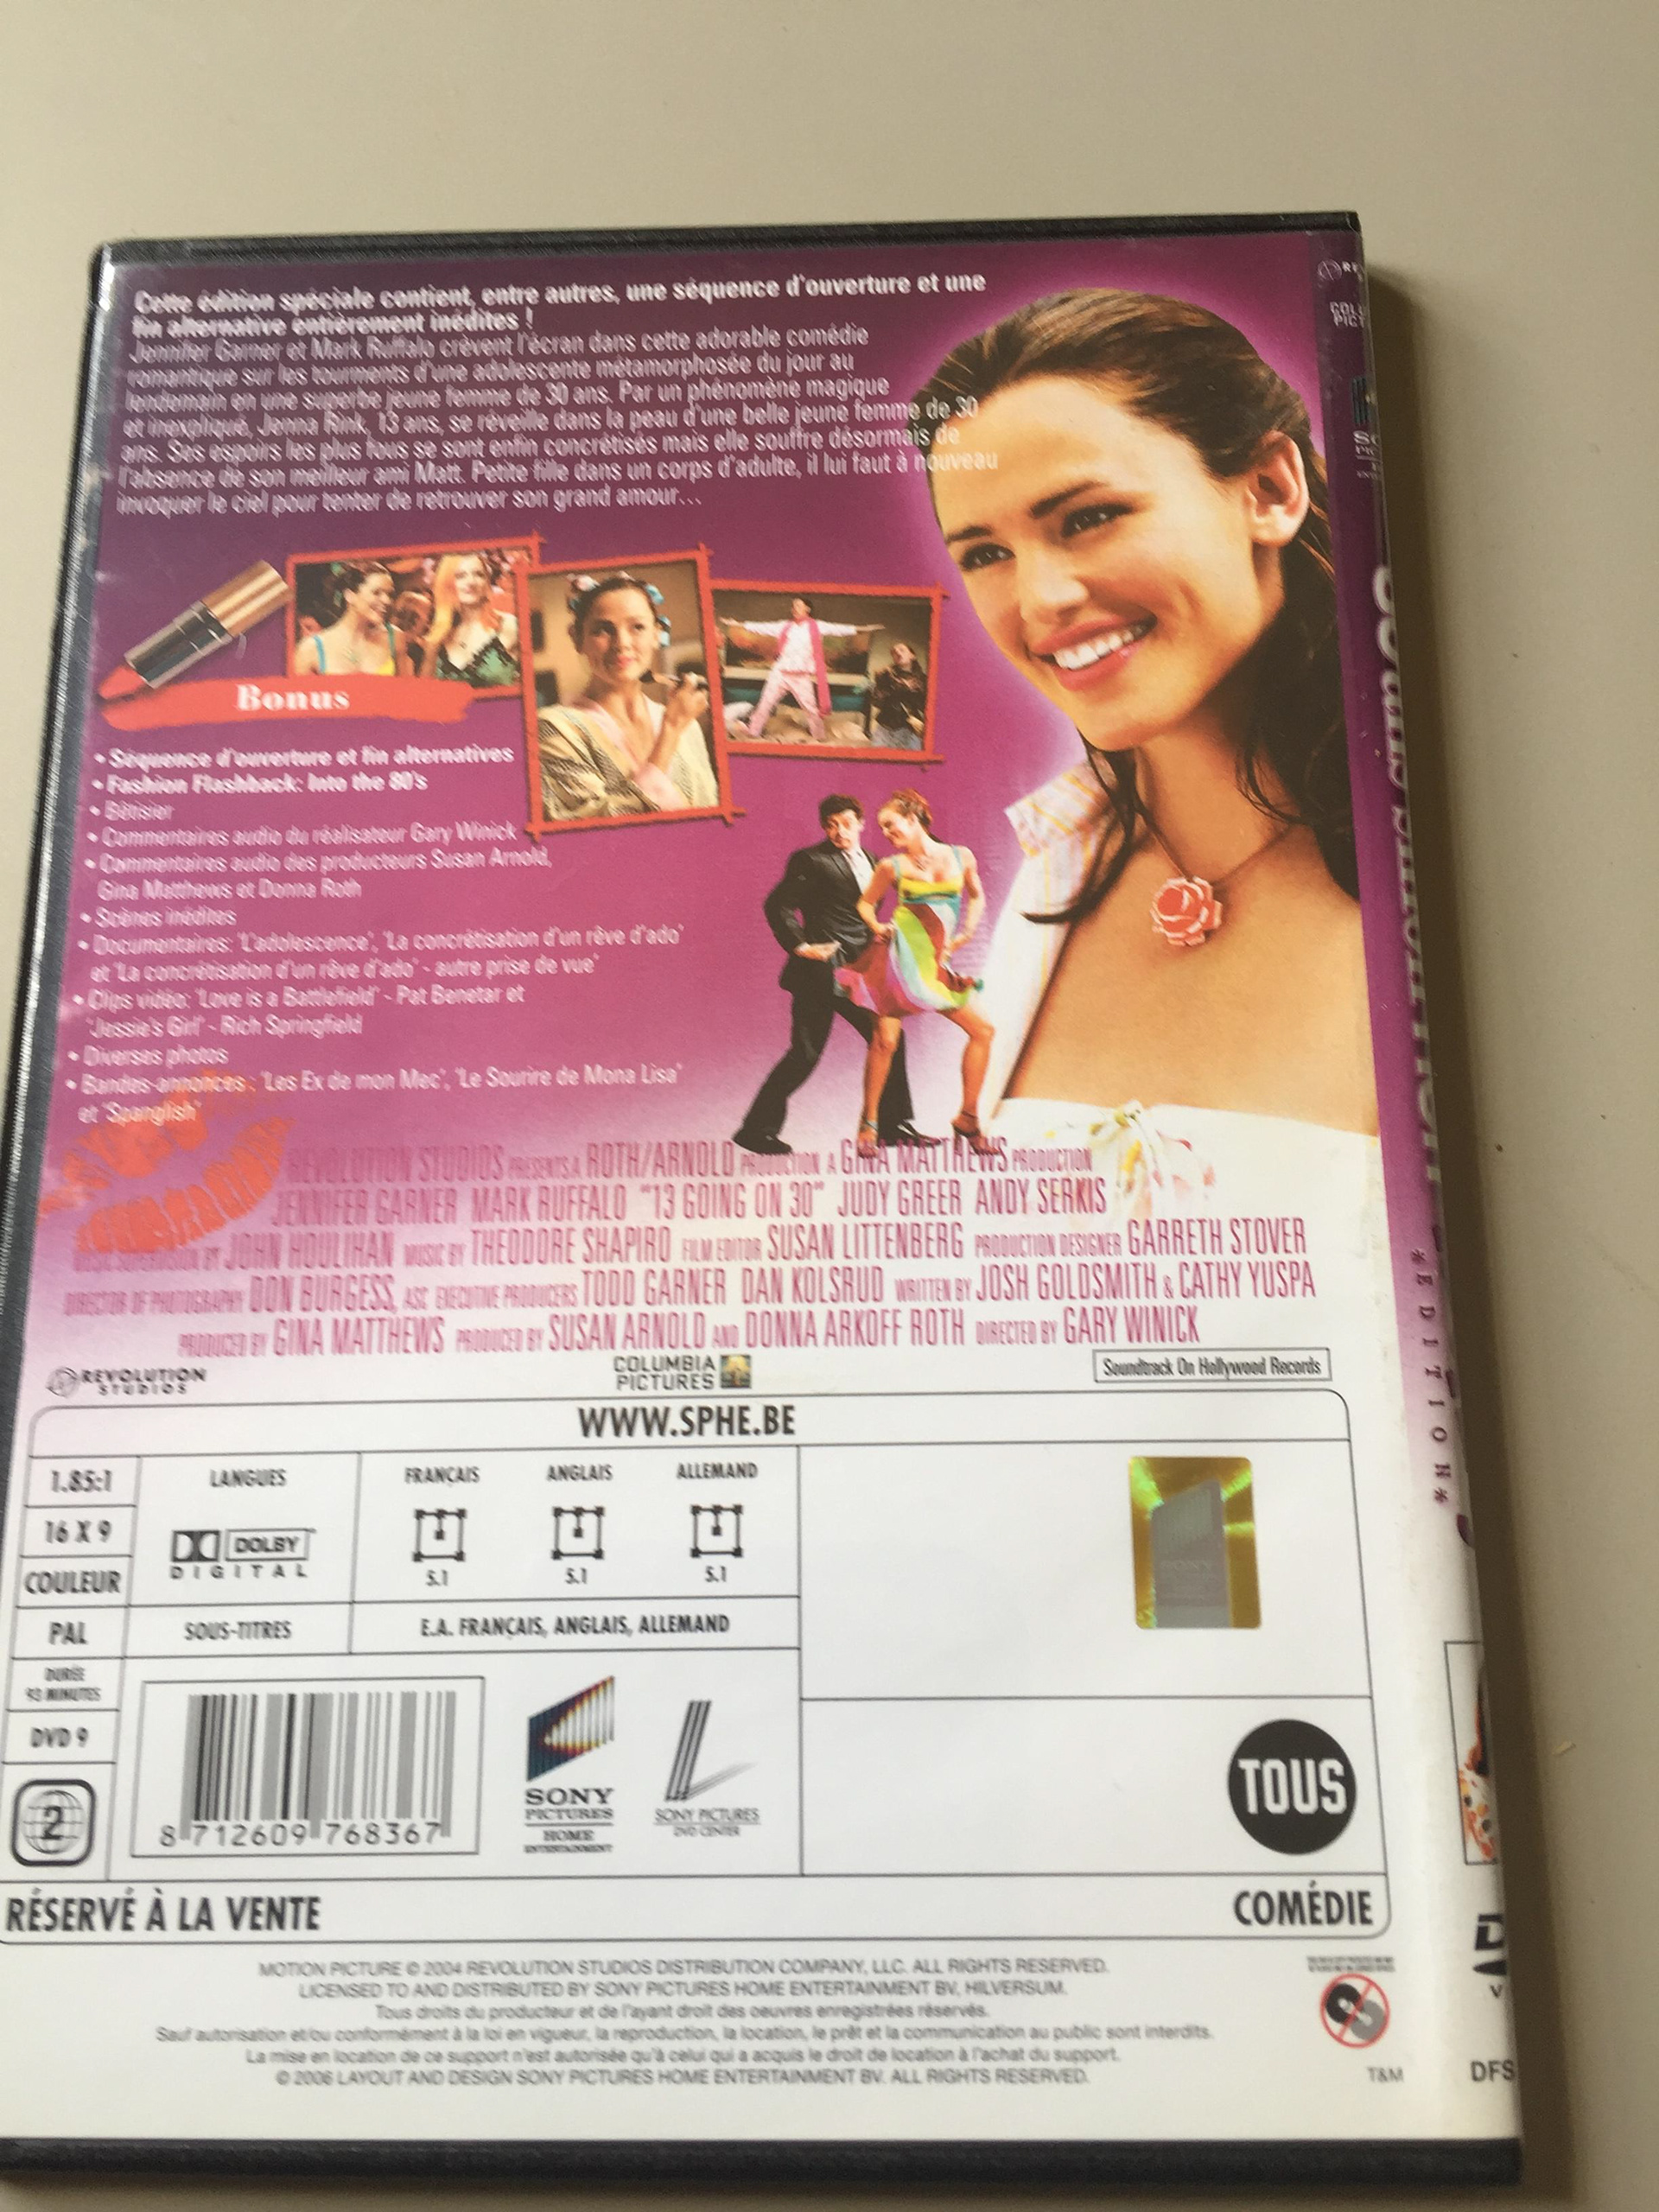 Cette édition spéciale contient, entre autres, une séquence d'ouverture et une
fin alternative entièrement inédites !
Jennifer Garner et Mark Ruffalo crèvent l'écran dans cette adorable comédie
romantique sur les tourments d'une adolescente métamorphosée du jour au
lendemain en une superbe jeune femme de 30 ans. Par un phénomène magique
et inexpliqué, Jenna Rink, 13 ans, se réveille dans la peau d'une belle jeune femme de 30
ans. Ses espoirs les plus fous se sont enfin concrétisés mais elle souffre désormais de
l'absence de son meilleur ami Matt. Petite fille dans un corps d'adulte, il lui faut à nouveau
invoquer le ciel pour tenter de retrouver son grand amour...
Bonus
• Séquence d'ouverture et fin alternatives
• Fashion Flashback: Into the 80's
• Bêtisier
• Commentaires audio du réalisateur Gary Winick
• Commentaires audio des producteurs Susan Arnold,
Gina Matthews et Donna Roth
• Scènes inédites
• Documentaires: 'L'adolescence', 'La concrétisation d'un rêve d'ado'
et 'La concrétisation d'un rêve d'ado' - autre prise de vue'
• Clips vidéo: 'Love is a Battlefield' - Pat Benetar et
'Jessie's Girl' - Rich Springfield
• Diverses photos
• Bandes-annonces : 'Les Ex de mon Mec', 'Le Sourire de Mona Lisa'
et 'Spanglish'
REVOLUTION STUDIOS PRESENTS A ROTH/ARNOLD PRODUCTION A GINA MATTHEWS PRODUCTION
JENNIFER GARNER MARK RUFFALO "13 GOING ON 30" JUDY GREER ANDY SERKIS
MUSIC SUPERVISION BY JOHN HOULIHAN MUSIC BY THEODORE SHAPIRO FILM EDITOR SUSAN LITTENBERG PRODUCTION DESIGNER GARRETH STOVER
DIRECTOR OF PHOTOGRAPHY DON BURGESS, ASC EXECUTIVE PRODUCERS TODD GARNER DAN KOLSRUD WRITTEN BY JOSH GOLDSMITH & CATHY YUSPA
PRODUCED BY GINA MATTHEWS PRODUCED BY SUSAN ARNOLD AND DONNA ARKOFF ROTH DIRECTED BY GARY WINICK
REVOLUTION STUDIOS
COLUMBIA
PICTURES
Soundtrack On Hollywood Records
WWW.SPHE.BE
1.85:1
LANGUES
FRANÇAIS
ANGLAIS
ALLEMAND
16 X 9
DOLBY
DIGITAL
5.1
5.1
5.1
COULEUR
PAL
SOUS-TITRES
E.A. FRANÇAIS, ANGLAIS, ALLEMAND
DURÉE
93 MINUTES
DVD 9
2
8 712609 768367
SONY
PICTURES
HOME
ENTERTAINMENT
SONY PICTURES
DVD CENTER
SONY
TOUS
RÉSERVÉ À LA VENTE
COMÉDIE
MOTION PICTURE © 2004 REVOLUTION STUDIOS DISTRIBUTION COMPANY, LLC. ALL RIGHTS RESERVED.
LICENSED TO AND DISTRIBUTED BY SONY PICTURES HOME ENTERTAINMENT BV, HILVERSUM.
Tous droits du producteur et de l'ayant droit des oeuvres enregistrées réservés.
Sauf autorisation et/ou conformément à la loi en vigueur, la reproduction, la location, le prêt et la communication au public sont interdits.
La mise en location de ce support n'est autorisée qu'à celui qui a acquis le droit de location à l'achat du support.
© 2006 LAYOUT AND DESIGN SONY PICTURES HOME ENTERTAINMENT BV. ALL RIGHTS RESERVED.
T&M
DFS
*EDITION*